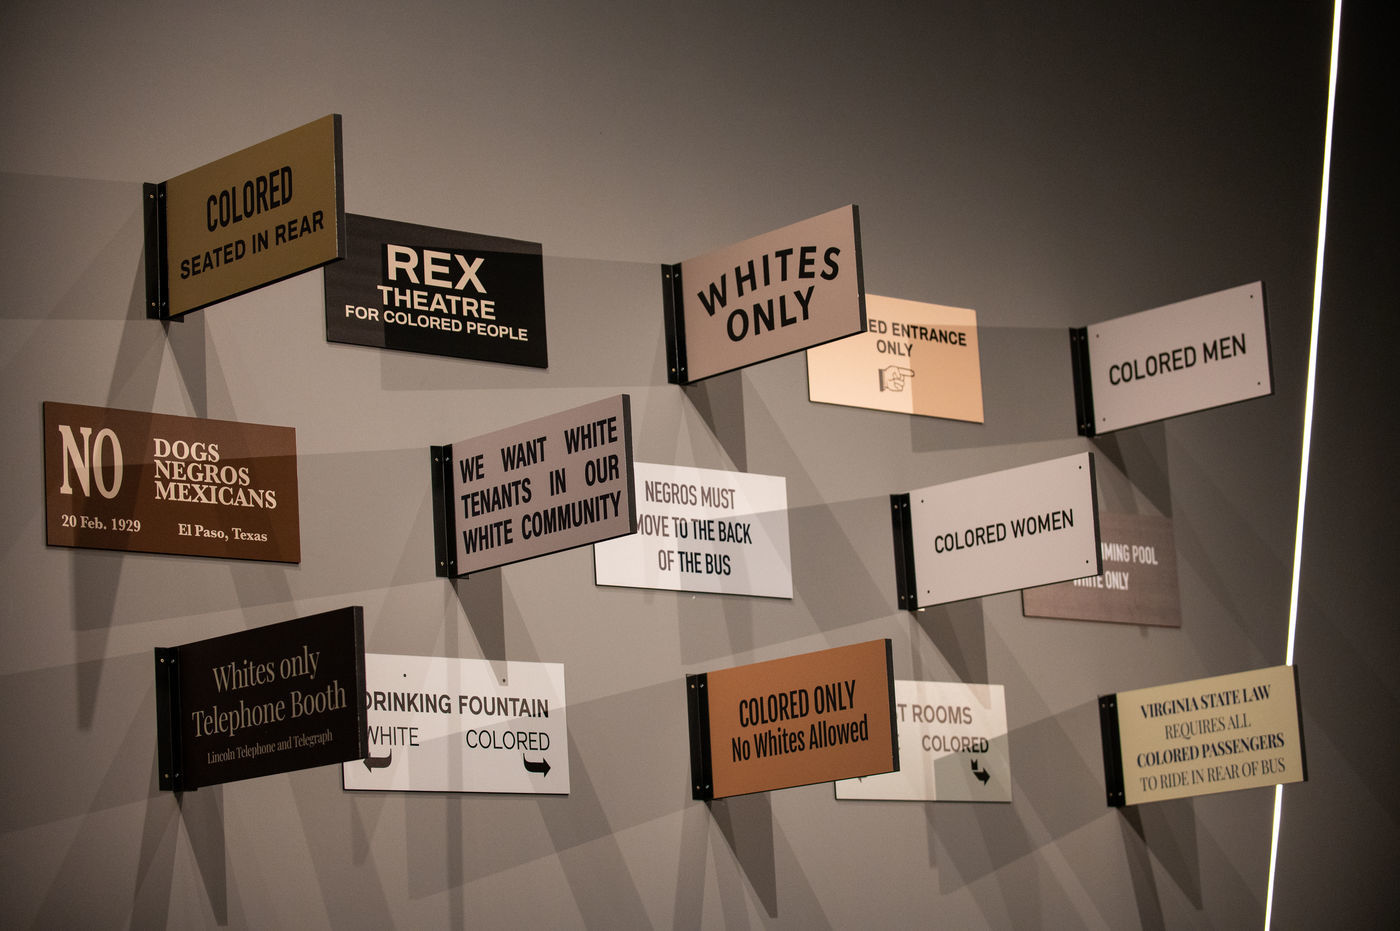 COLORED
SEATED IN REAR
REX
THEATRE
FOR COLORED PEOPLE
WHITES
ONLY
ENTRANCE
ONLY
COLORED MEN
NO
DOGS
NEGROS
MEXICANS
20 Feb. 1929
El Paso, Texas
WE WANT WHITE
TENANTS IN OUR
WHITE COMMUNITY
NEGROS MUST
MOVE TO THE BACK
OF THE BUS
COLORED WOMEN
POOL
WHITE ONLY
Whites only
Telephone Booth
Lincoln Telephone and Telegraph
DRINKING FOUNTAIN
WHITE COLORED
COLORED ONLY
No Whites Allowed
ROOMS
COLORED
VIRGINIA STATE LAW
REQUIRES ALL
COLORED PASSENGERS
TO RIDE IN REAR OF BUS